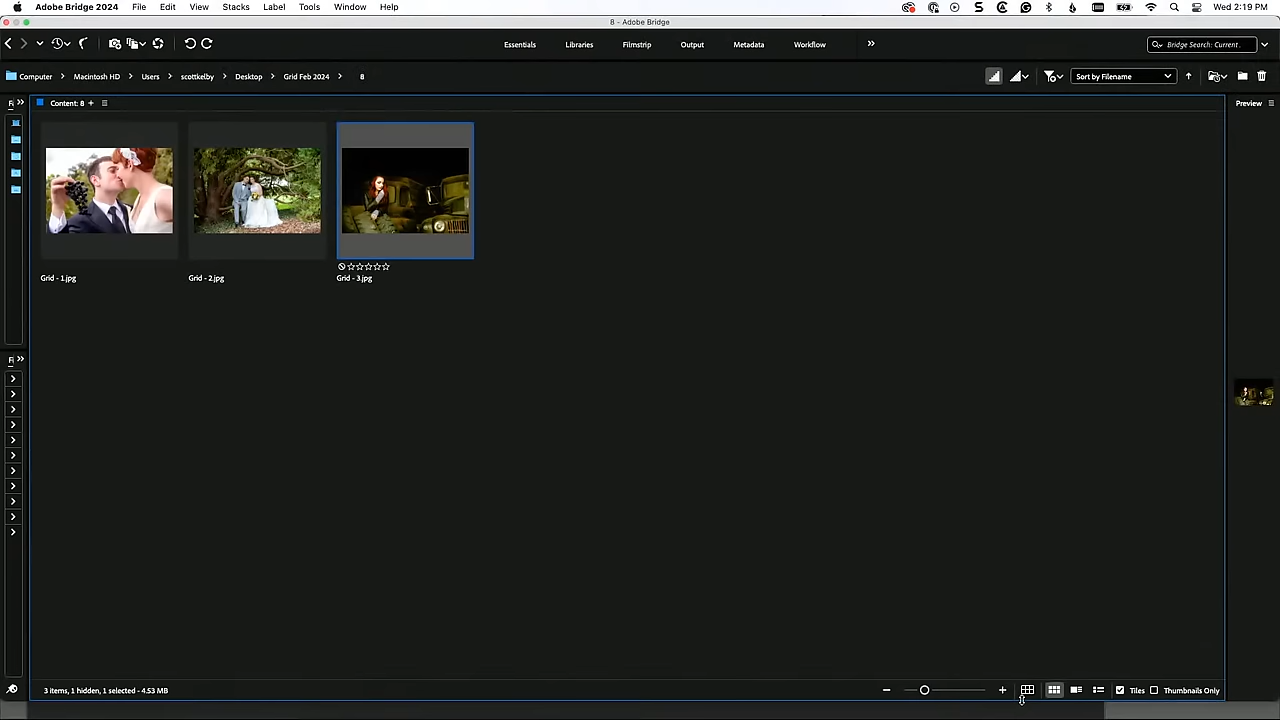 Adobe Bridge 2024 File Edit View Stacks Label Tools Window Help Wed 2:19 PM
8 - Adobe Bridge
Essentials Libraries Filmstrip Output Metadata Workflow Bridge Search: Current.
Computer Macintosh HD Users scottkelby Desktop Grid Feb 2024 8 Sort by Filename
Content: 8 Preview
Grid - 1.jpg Grid - 2.jpg Grid - 3.jpg
3 items, 1 hidden, 1 selected - 4.53 MB Tiles Thumbnails Only